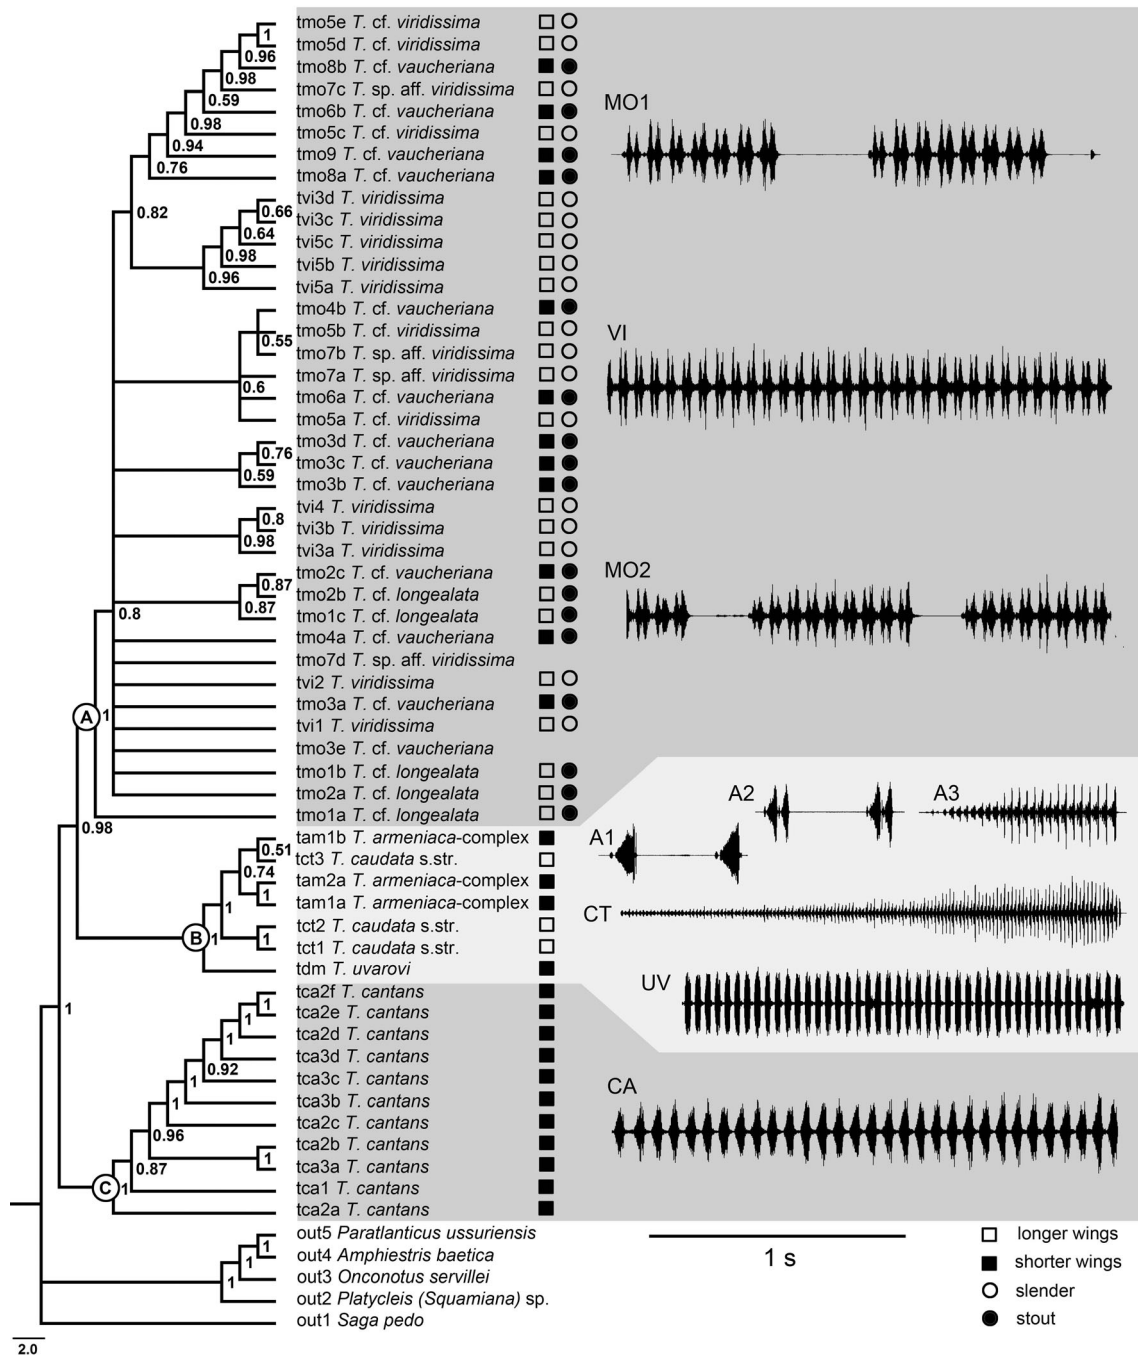 tmo5e T. cf. viridissima
1
tmo5d T. cf. viridissima
0.96
tmo8b T. cf. vaucheriana
0.98
tmo7c T. sp. aff. viridissima
0.59
tmo6b T. cf. vaucheriana
0.98
tmo5c T. cf. viridissima
0.94
tmo9 T. cf. vaucheriana
0.76
tmo8a T. cf. vaucheriana
MO1
tvi3d T. viridissima
0.66
0.82
tvi3c T. viridissima
0.64
tvi5c T. viridissima
0.98
tvi5b T. viridissima
0.96
tvi5a T. viridissima
tmo4b T. cf. vaucheriana
tmo5b T. cf. viridissima
VI
0.55
tmo7b T. sp. aff. viridissima
tmo7a T. sp. aff. viridissima
0.6
tmo6a T. cf. vaucheriana
tmo5a T. cf. viridissima
tmo3d T. cf. vaucheriana
0.76
tmo3c T. cf. vaucheriana
0.59
tmo3b T. cf. vaucheriana
tvi4 T. viridissima
0.8
tvi3b T. viridissima
0.98
tvi3a T. viridissima
tmo2c T. cf. vaucheriana
MO2
0.87
tmo2b T. cf. longealata
0.87
tmo1c T. cf. longealata
0.8
tmo4a T. cf. vaucheriana
tmo7d T. sp. aff. viridissima
tvi2 T. viridissima
tmo3a T. cf. vaucheriana
A
1
tvi1 T. viridissima
tmo3e T. cf. vaucheriana
tmo1b T. cf. longealata
tmo2a T. cf. longealata
A2
A3
tmo1a T. cf. longealata
0.98
tam1b T. armeniaca-complex
A1
0.51
tct3 T. caudata s.str.
0.74
tam2a T. armeniaca-complex
1
tam1a T. armeniaca-complex
1
CT
tct2 T. caudata s.str.
B
1
1
tct1 T. caudata s.str.
tdm T. uvarovi
UV
tca2f T. cantans
1
1
tca2e T. cantans
1
tca2d T. cantans
1
tca3d T. cantans
0.92
tca3c T. cantans
1
CA
tca3b T. cantans
1
tca2c T. cantans
0.96
tca2b T. cantans
1
0.87
tca3a T. cantans
C
1
tca1 T. cantans
tca2a T. cantans
out5 Paratlanticus ussuriensis
1
out4 Amphiestris baetica
1
out3 Onconotus servillei
1
out2 Platycleis (Squamiana) sp.
out1 Saga pedo
2.0
1 s
longer wings
shorter wings
slender
stout